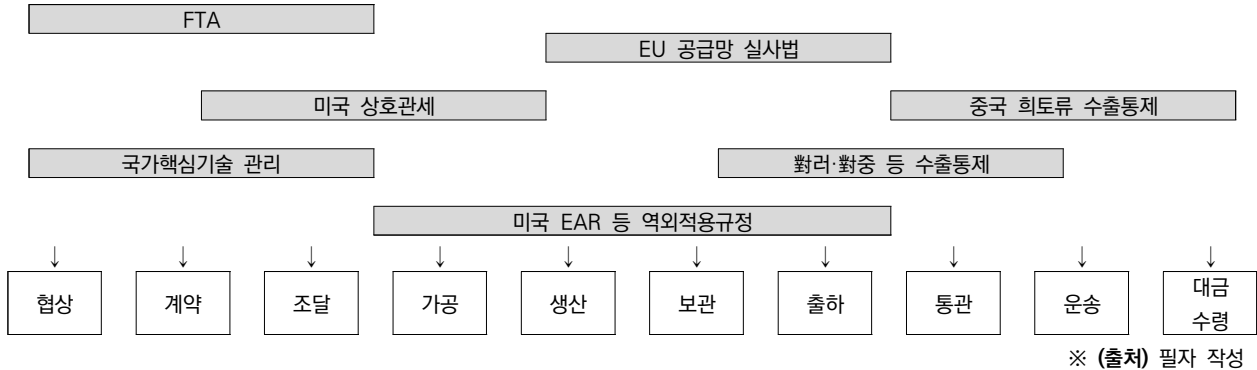 FTA
EU 공급망 실사법
미국 상호관세
중국 희토류 수출통제
국가핵심기술 관리
對러·對중 등 수출통제
미국 EAR 등 역외적용규정
↓ ↓ ↓ ↓ ↓ ↓ ↓ ↓ ↓ ↓
협상 계약 조달 가공 생산 보관 출하 통관 운송 대금
수령
※ (출처) 필자 작성